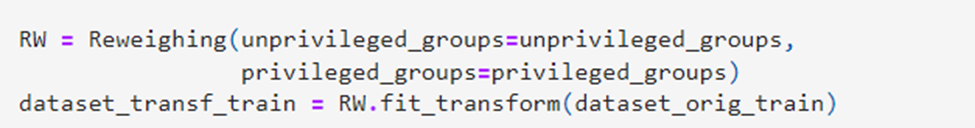 RW = Reweighing(unprivileged_groups=unprivileged_groups,
                privileged_groups=privileged_groups)
dataset_transf_train = RW.fit_transform(dataset_orig_train)